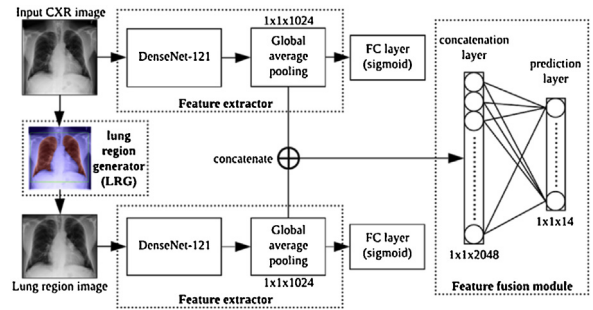 Input CXR image
1x1x1024
DenseNet-121
Global
average
pooling
FC layer
(sigmoid)
Feature extractor
lung
region
generator
(LRG)
concatenate
concatenation
layer
prediction
layer
1x1x14
1x1x2048
Feature fusion module
DenseNet-121
Global
average
pooling
FC layer
(sigmoid)
1x1x1024
Feature extractor
Lung region image